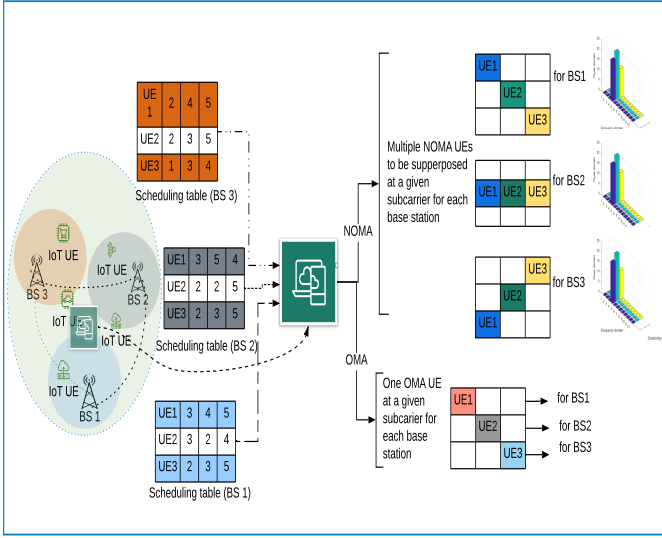 UE 1 2 4 5
UE2 2 3 5
UE3 1 3 4
Scheduling table (BS 3)
UE1 3 5 4
UE2 2 2 5
UE3 2 3 5
Scheduling table (BS 2)
UE1 3 4 5
UE2 3 2 4
UE3 2 3 5
Scheduling table (BS 1)
IoT UE
BS 3
IoT UE
BS 2
IoT UE
IoT UE
BS 1
NOMA
OMA
Multiple NOMA UEs
to be supperposed
at a given
subcarrier for each
base station
UE1
UE2
UE3
for BS1
UE1 UE2 UE3
for BS2
UE3
UE2
UE1
for BS3
One OMA UE
at a given
subcarier for
each base
station
UE1
UE2
UE3
for BS1
for BS2
for BS3